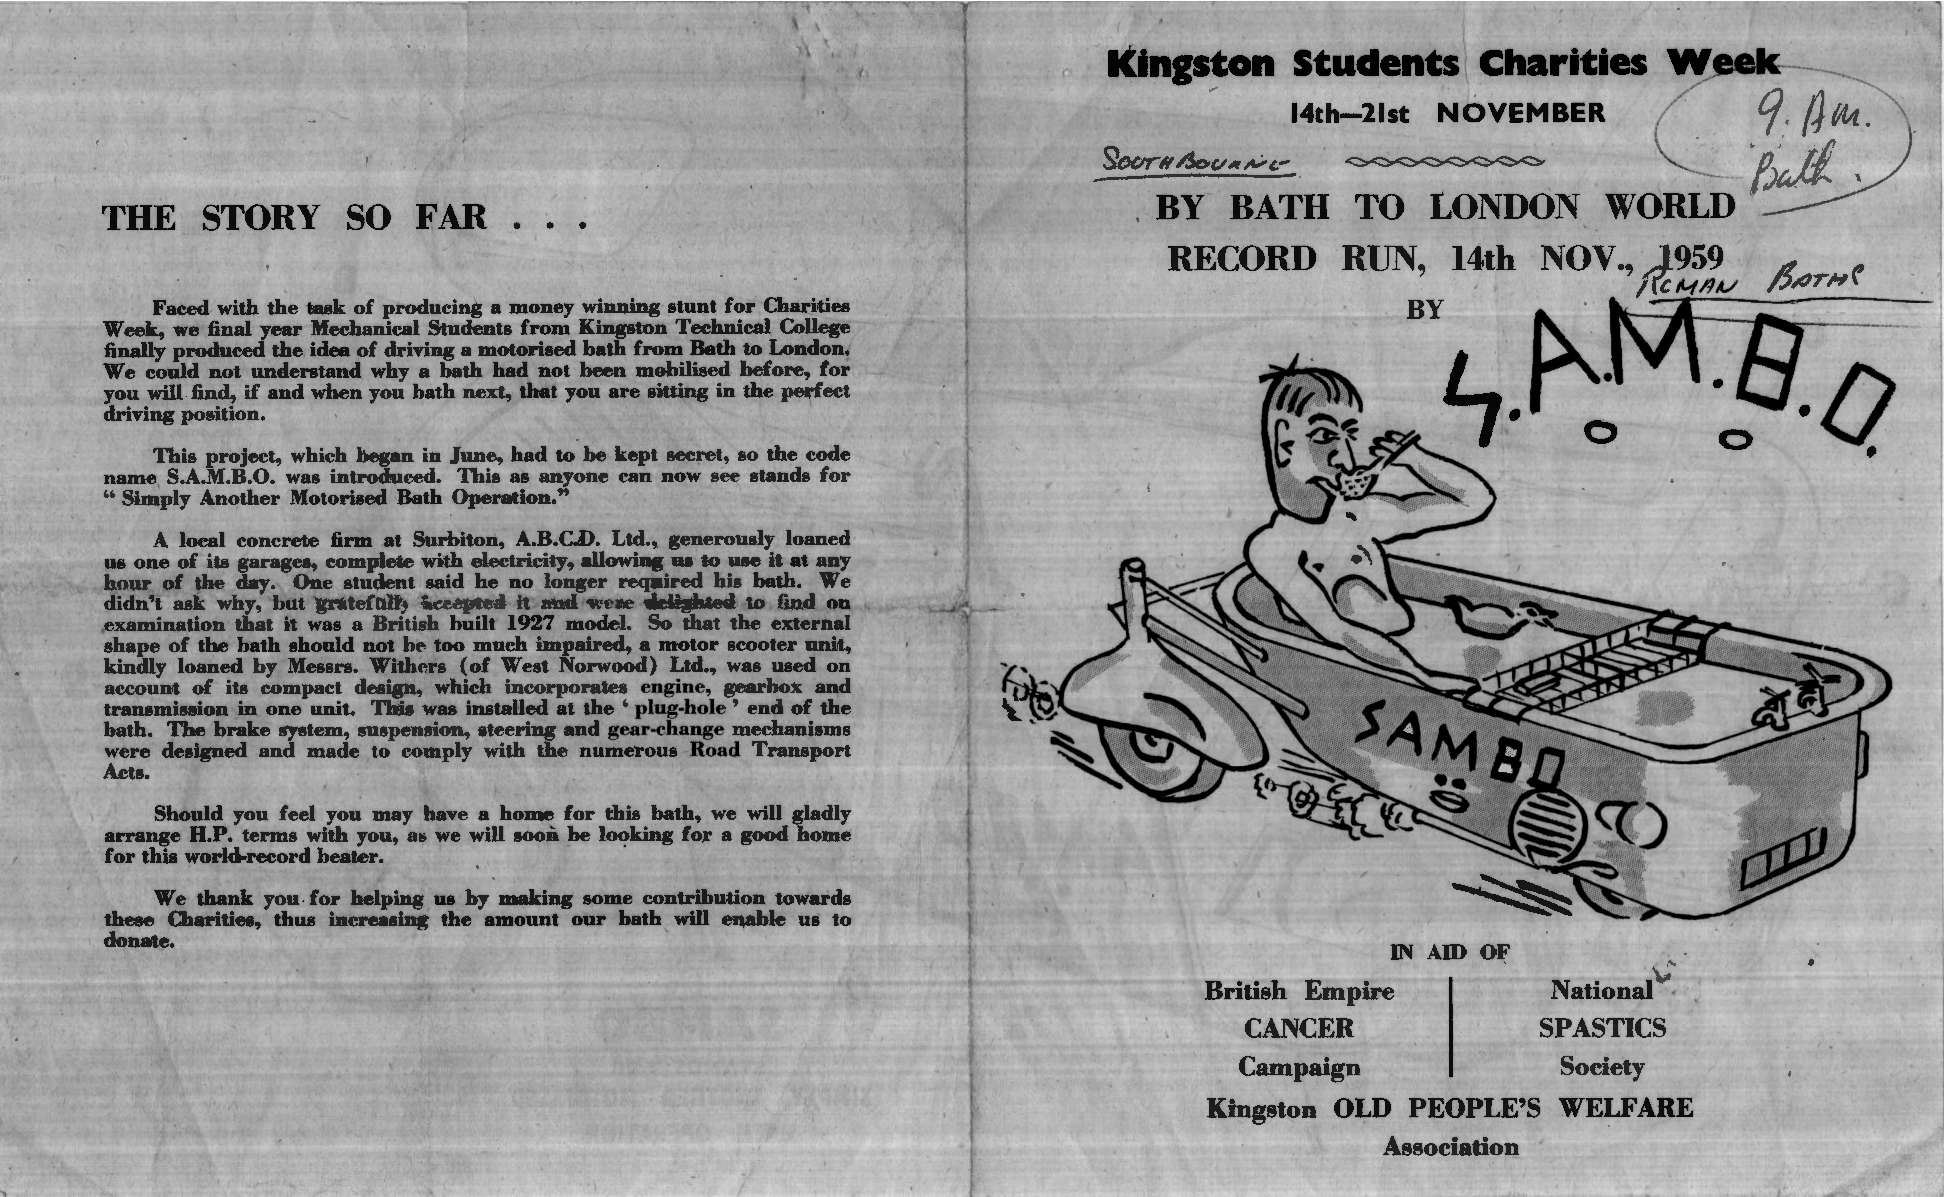 THE STORY SO FAR . . .
Faced with the task of producing a money winning stunt for Charities
Week, we final year Mechanical Students from Kingston Technical College
finally produced the idea of driving a motorised bath from Bath to London.
We could not understand why a bath had not been mobilised before, for
you will find, if and when you bath next, that you are sitting in the perfect
driving position.
This project, which began in June, had to be kept secret, so the code
name S.A.M.B.O. was introduced. This as anyone can now see stands for
“ Simply Another Motorised Bath Operation.”
A local concrete firm at Surbiton, A.B.C.D. Ltd., generously loaned
us one of its garages, complete with electricity, allowing us to use it at any
hour of the day. One student said he no longer required his bath. We
didn’t ask why, but gratefully accepted it and were delighted to find on
examination that it was a British built 1927 model. So that the external
shape of the bath should not be too much impaired, a motor scooter unit,
kindly loaned by Messrs. Withers (of West Norwood) Ltd., was used on
account of its compact design, which incorporates engine, gearbox and
transmission in one unit. This was installed at the ‘ plug-hole ’ end of the
bath. The brake system, suspension, steering and gear-change mechanisms
were designed and made to comply with the numerous Road Transport
Acts.
Should you feel you may have a home for this bath, we will gladly
arrange H.P. terms with you, as we will soon be looking for a good home
for this world-record beater.
We thank you for helping us by making some contribution towards
these Charities, thus increasing the amount our bath will enable us to
donate.
Kingston Students Charities Week
14th—21st NOVEMBER
9. Am.
Bath.
SOUTHBOURNE
BY BATH TO LONDON WORLD
RECORD RUN, 14th NOV., 1959
ROMAN BATHS
BY
S.A.M.B.O.
SAMBO
IN AID OF
British Empire
CANCER
Campaign
National
SPASTICS
Society
Kingston OLD PEOPLE’S WELFARE
Association